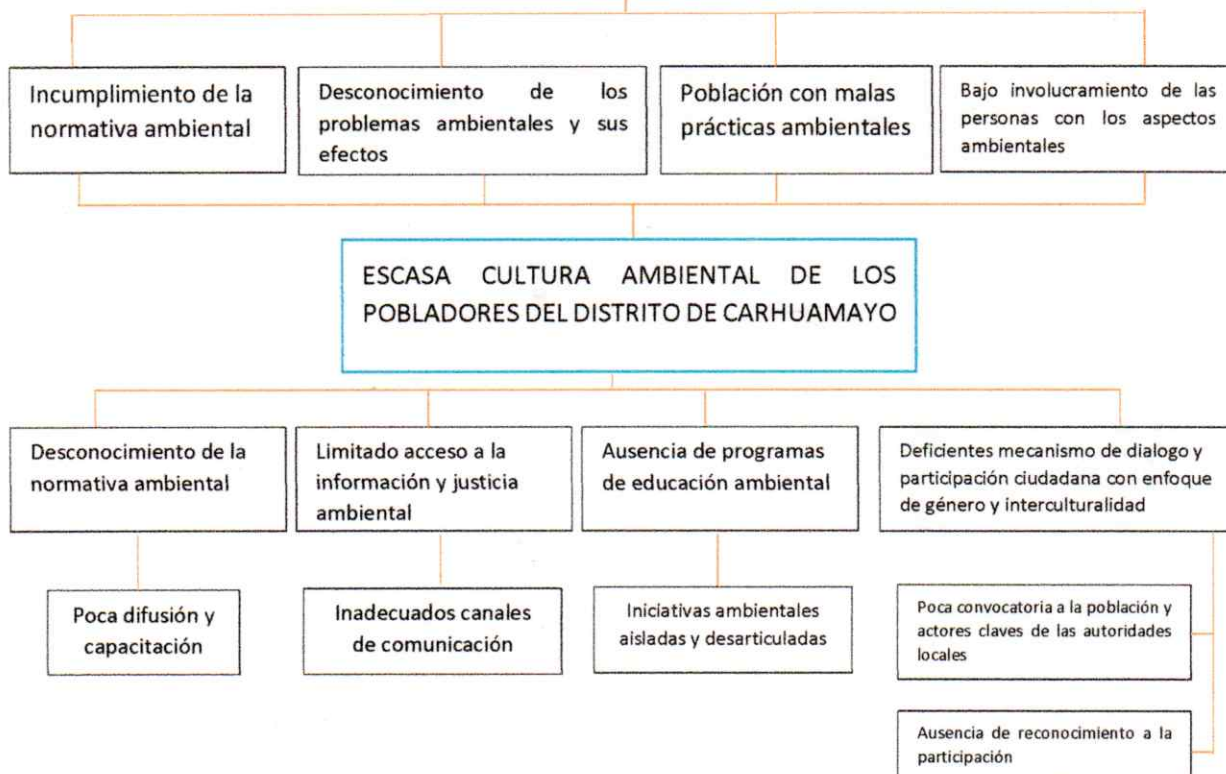 Incumplimiento de la
normativa ambiental
Desconocimiento de los
problemas ambientales y sus
efectos
Población con malas
prácticas ambientales
Bajo involucramiento de las
personas con los aspectos
ambientales
ESCASA CULTURA AMBIENTAL DE LOS
POBLADORES DEL DISTRITO DE CARHUAMAYO
Desconocimiento de la
normativa ambiental
Limitado acceso a la
información y justicia
ambiental
Ausencia de programas
de educación ambiental
Deficientes mecanismo de dialogo y
participación ciudadana con enfoque
de género y interculturalidad
Poca difusión y
capacitación
Inadecuados canales
de comunicación
Iniciativas ambientales
aisladas y desarticuladas
Poca convocatoria a la población y
actores claves de las autoridades
locales
Ausencia de reconocimiento a la
participación